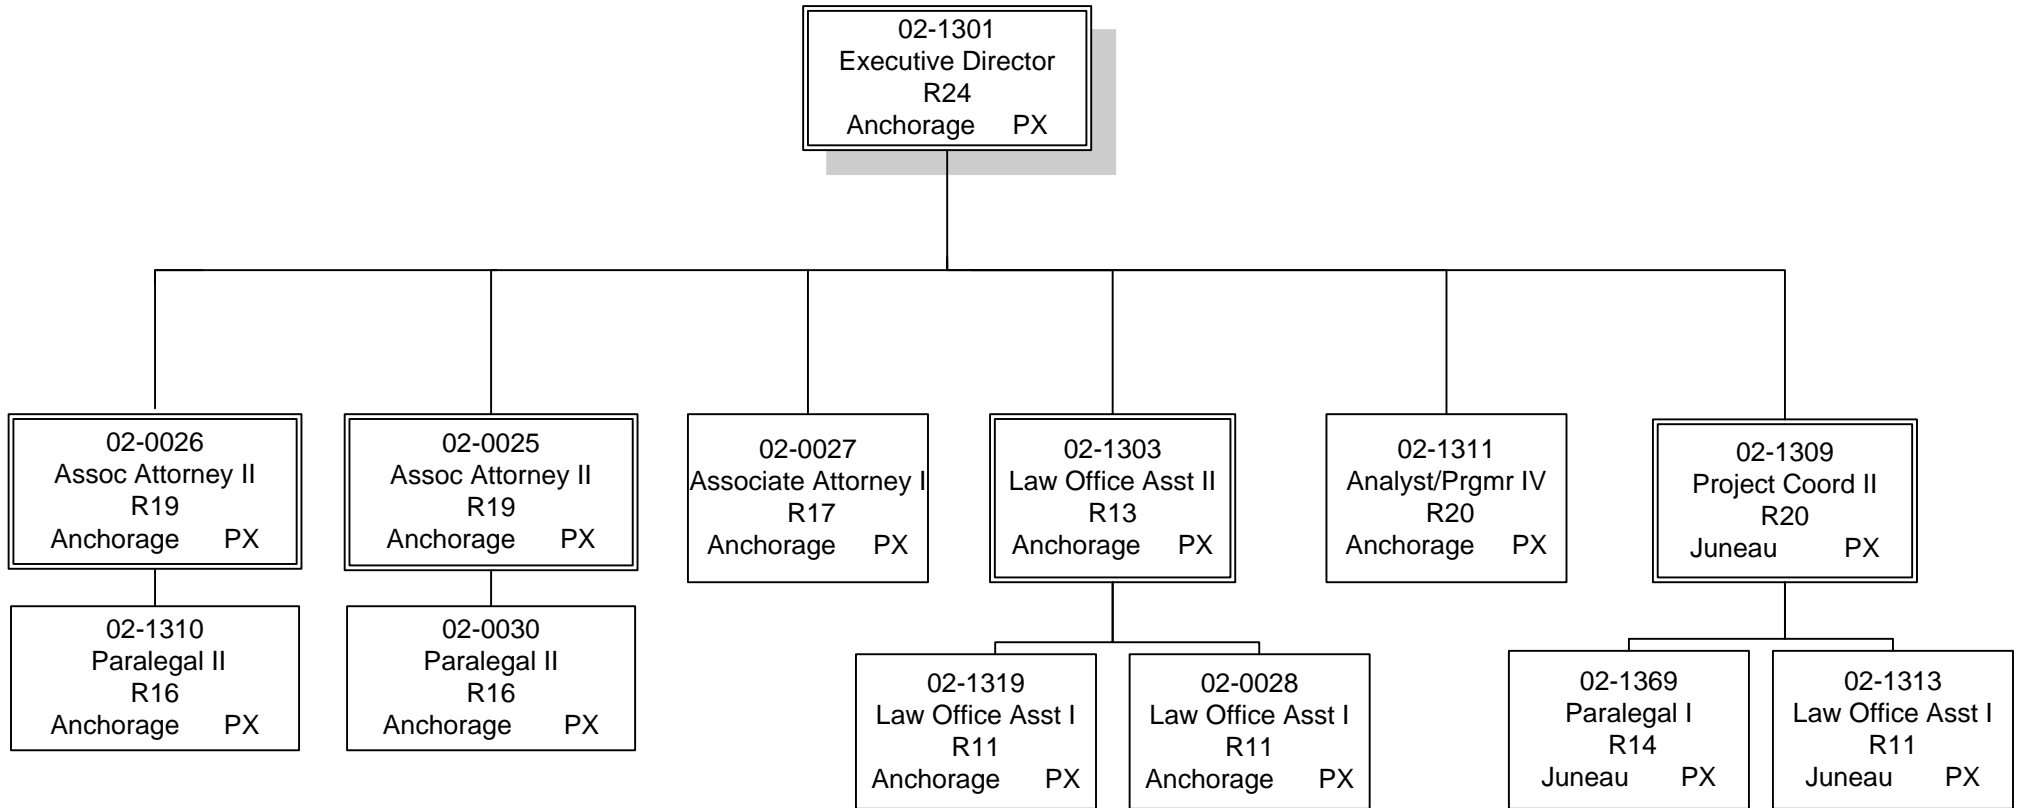 02-1301
Executive Director
R24
Anchorage PX
02-0026
Assoc Attorney II
R19
Anchorage PX
02-0025
Assoc Attorney II
R19
Anchorage PX
02-0027
Associate Attorney I
R17
Anchorage PX
02-1303
Law Office Asst II
R13
Anchorage PX
02-1311
Analyst/Prgmr IV
R20
Anchorage PX
02-1309
Project Coord II
R20
Juneau PX
02-1310
Paralegal II
R16
Anchorage PX
02-0030
Paralegal II
R16
Anchorage PX
02-1319
Law Office Asst I
R11
Anchorage PX
02-0028
Law Office Asst I
R11
Anchorage PX
02-1369
Paralegal I
R14
Juneau PX
02-1313
Law Office Asst I
R11
Juneau PX